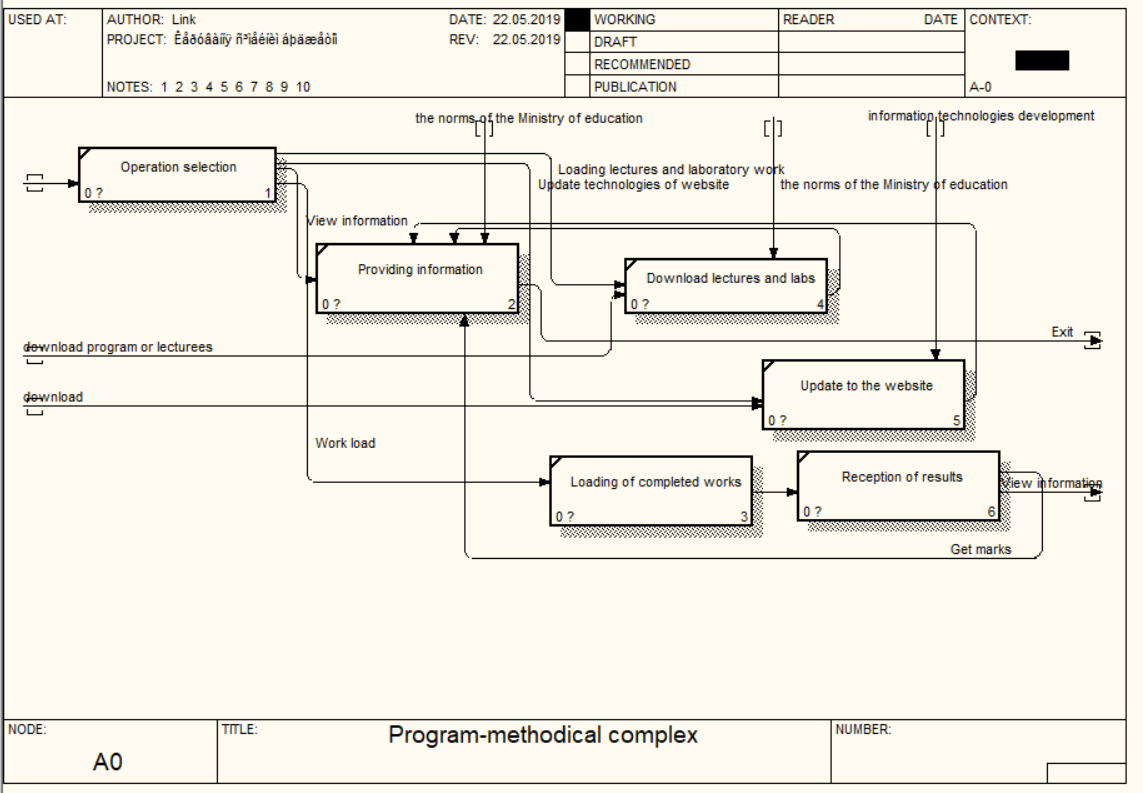 USED AT:
AUTHOR: Link
DATE: 22.05.2019
WORKING
READER
DATE
CONTEXT:
PROJECT: Êåðóâàííÿ ñ³ìåéíèì áþäæåòîì
REV: 22.05.2019
DRAFT
RECOMMENDED
NOTES: 1 2 3 4 5 6 7 8 9 10
PUBLICATION
A-0
the norms of the Ministry of education
information technologies development
Operation selection
0 ?
1
Loading lectures and laboratory work
Update technologies of website
the norms of the Ministry of education
View information
Providing information
0 ?
2
Download lectures and labs
0 ?
4
Exit
download program or lecturees
Update to the website
0 ?
5
download
Work load
Loading of completed works
0 ?
3
Reception of results
0 ?
6
View information
Get marks
NODE:
A0
TITLE:
Program-methodical complex
NUMBER: